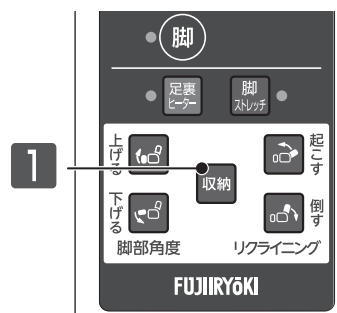 脚
足裏
ヒーター
脚
ストレッチ
上げる
起こす
1
収納
下げる
倒す
脚部角度
リクライニング
FUJIIRYŌKI